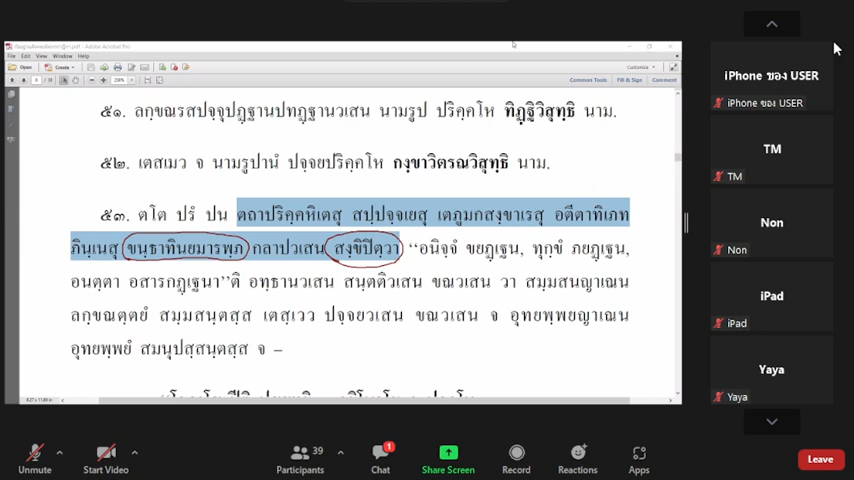 File Edit View Window Help
Open Create
Customize
Common Tools Fill & Sign Comment
๕๑. ลกฺขณรสปจฺจุปฏฺฐานปทฏฺฐานวเสน นามรูป ปริคฺคโห ทิฏฺฐิวิสุทฺธิ นาม.
๕๒. เตสเมว จ นามรูปานํ ปจฺจยปริคฺคโห กงฺขาวิตรณวิสุทฺธิ นาม.
๕๓. ตโต ปรํ ปน ตถาปริคฺคหิเตสุ สปฺปจฺจเยสุ เตภูมกสงฺขาเรสุ อตีตาทิเภท
ภินฺเนสุ ขนฺธาทินยมารพฺภ กลาปวเสน สงฺขิปิตฺวา “อนิจฺจํ ขยฏฺเฐน, ทุกฺขํ ภยฏฺเฐน,
อนตฺตา อสารกฏฺเฐนา”ติ อทฺธานวเสน สนฺตติวเสน ขณวเสน วา สมฺมสนญาเณน
ลกฺขณตฺตยํ สมฺมสนฺตสฺส เตสฺเวว ปจฺจยวเสน ขณวเสน จ อุทยพฺพยญาเณน
อุทยพฺพยํ สมนุปสฺสนฺตสฺส จ –
8.27 x 11.69 in
iPhone ของ USER
iPhone ของ USER
TM
TM
Non
Non
iPad
iPad
Yaya
Yaya
Unmute Start Video Participants 39 Chat 1 Share Screen Record Reactions Apps Leave